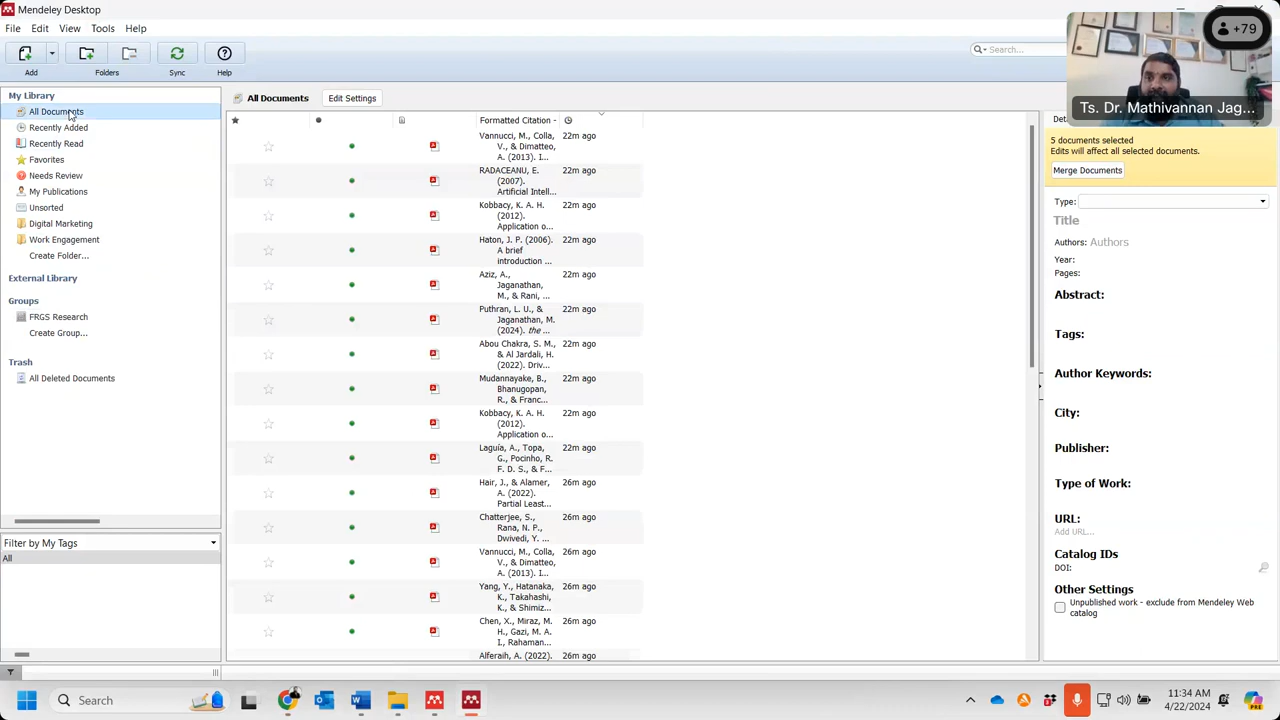 Mendeley Desktop
File Edit View Tools Help
+79
Add Folders Sync Help
Search...
Ts. Dr. Mathivannan Jag...
My Library
All Documents
Recently Added
Recently Read
Favorites
Needs Review
My Publications
Unsorted
Digital Marketing
Work Engagement
Create Folder...
External Library
Groups
FRGS Research
Create Group...
Trash
All Deleted Documents
Filter by My Tags
All
All Documents Edit Settings
Formatted Citation -
Vannucci, M., Colla, 22m ago
V., & Dimatteo,
A. (2013). I...
RADACEANU, E. 22m ago
(2007).
Artificial Intell...
Kobbacy, K. A. H. 22m ago
(2012).
Application o...
Haton, J. P. (2006). 22m ago
A brief
introduction ...
Aziz, A., 22m ago
Jaganathan,
M., & Rani, ...
Puthran, L. U., & 22m ago
Jaganathan, M.
(2024). the ...
Abou Chakra, S. M., 22m ago
& Al Jardali, H.
(2022). Driv...
Mudannayake, B., 22m ago
Bhanugopan,
R., & Franc...
Kobbacy, K. A. H. 22m ago
(2012).
Application o...
Laguía, A., Topa, 22m ago
G., Pocinho, R.
F. D. S., & F...
Hair, J., & Alamer, 26m ago
A. (2022).
Partial Least...
Chatterjee, S., 26m ago
Rana, N. P.,
Dwivedi, Y. ...
Vannucci, M., Colla, 26m ago
V., & Dimatteo,
A. (2013). I...
Yang, Y., Hatanaka, 26m ago
K., Takahashi,
K., & Shimiz...
Chen, X., Miraz, M. 26m ago
H., Gazi, M. A.
I., Rahaman...
Alferaih, A. (2022). 26m ago
Deta
5 documents selected
Edits will affect all selected documents.
Merge Documents
Type:
Title
Authors: Authors
Year:
Pages:
Abstract:
Tags:
Author Keywords:
City:
Publisher:
Type of Work:
URL:
Add URL...
Catalog IDs
DOI:
Other Settings
Unpublished work - exclude from Mendeley Web
catalog
Search
11:34 AM
4/22/2024
PRE